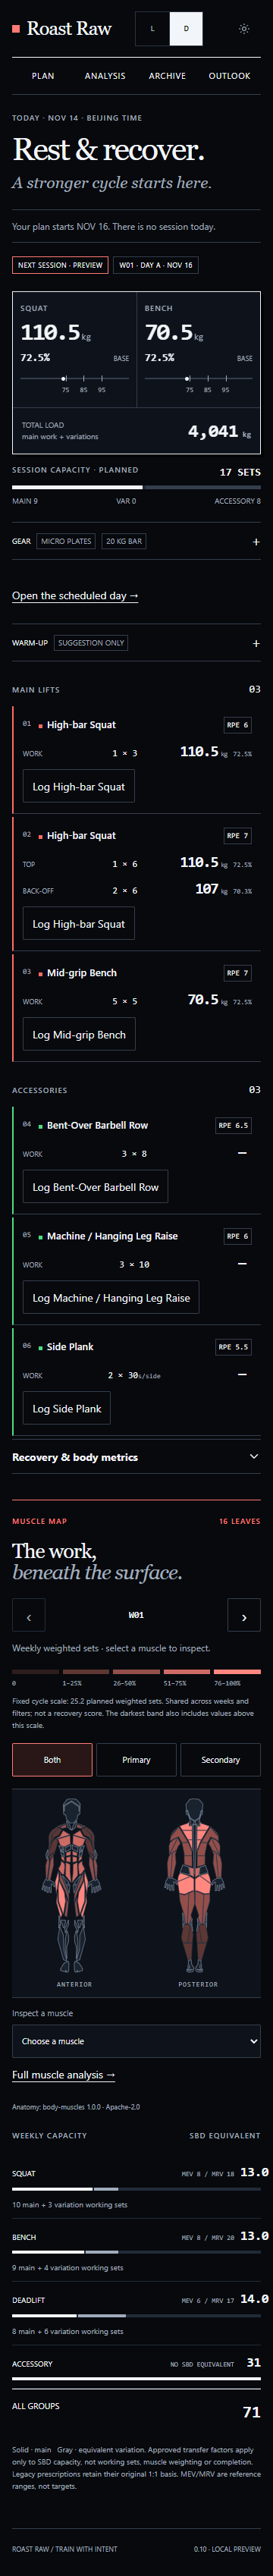 Roast Raw
L D
PLAN ANALYSIS ARCHIVE OUTLOOK
TODAY · NOV 14 · BEIJING TIME
Rest & recover.
A stronger cycle starts here.
Your plan starts NOV 16. There is no session today.
NEXT SESSION · PREVIEW W01 · DAY A · NOV 16
SQUAT BENCH
110.5 kg 70.5 kg
72.5% BASE 72.5% BASE
75 85 95 75 85 95
TOTAL LOAD
main work + variations
4,041 kg
SESSION CAPACITY · PLANNED 17 SETS
MAIN 9 VAR 0 ACCESSORY 8
GEAR MICRO PLATES 20 KG BAR +
Open the scheduled day →
WARM-UP SUGGESTION ONLY +
MAIN LIFTS 03
01 High-bar Squat RPE 6
WORK 1 × 3 110.5 kg 72.5%
Log High-bar Squat
02 High-bar Squat RPE 7
TOP 1 × 6 110.5 kg 72.5%
BACK-OFF 2 × 6 107 kg 70.3%
Log High-bar Squat
03 Mid-grip Bench RPE 7
WORK 5 × 5 70.5 kg 72.5%
Log Mid-grip Bench
ACCESSORIES 03
04 Bent-Over Barbell Row RPE 6.5
WORK 3 × 8 —
Log Bent-Over Barbell Row
05 Machine / Hanging Leg Raise RPE 6
WORK 3 × 10 —
Log Machine / Hanging Leg Raise
06 Side Plank RPE 5.5
WORK 2 × 30s/side —
Log Side Plank
Recovery & body metrics
MUSCLE MAP 16 LEAVES
The work,
beneath the surface.
‹ W01 ›
Weekly weighted sets · select a muscle to inspect.
0 1–25% 26–50% 51–75% 76–100%
Fixed cycle scale: 25.2 planned weighted sets. Shared across weeks and
filters; not a recovery score. The darkest band also includes values above
this scale.
Both Primary Secondary
ANTERIOR POSTERIOR
Inspect a muscle
Choose a muscle
Full muscle analysis →
Anatomy: body-muscles 1.0.0 · Apache-2.0
WEEKLY CAPACITY SBD EQUIVALENT
SQUAT MEV 8 / MRV 18 13.0
10 main + 3 variation working sets
BENCH MEV 8 / MRV 20 13.0
9 main + 4 variation working sets
DEADLIFT MEV 6 / MRV 17 14.0
8 main + 6 variation working sets
ACCESSORY NO SBD EQUIVALENT 31
ALL GROUPS 71
Solid · main Gray · equivalent variation. Approved transfer factors apply
only to SBD capacity, not working sets, muscle weighting or completion.
Legacy prescriptions retain their original 1:1 basis. MEV/MRV are reference
ranges, not targets.
ROAST RAW / TRAIN WITH INTENT 0.10 · LOCAL PREVIEW